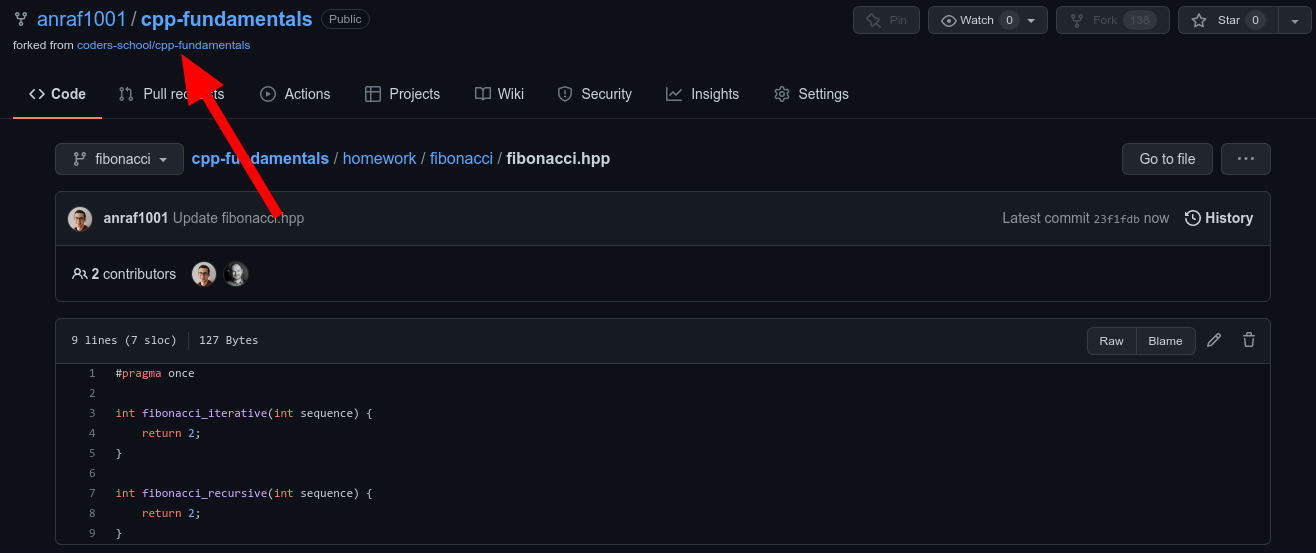 anraf1001 / cpp-fundamentals Public Pin Watch 0 Fork 138 Star 0
forked from coders-school/cpp-fundamentals
Code Pull requests Actions Projects Wiki Security Insights Settings
fibonacci cpp-fundamentals / homework / fibonacci / fibonacci.hpp Go to file ...
anraf1001 Update fibonacci.hpp Latest commit 23f1fdb now History
2 contributors
9 lines (7 sloc) 127 Bytes Raw Blame
1 #pragma once
2
3 int fibonacci_iterative(int sequence) {
4 return 2;
5 }
6
7 int fibonacci_recursive(int sequence) {
8 return 2;
9 }